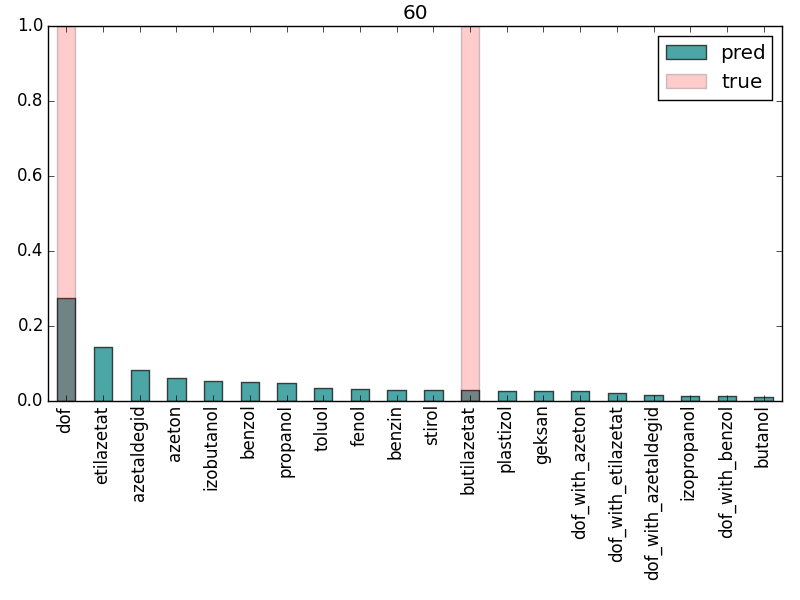 60
1.0
0.8
0.6
0.4
0.2
0.0
pred
true
dof
etilazetat
azetaldegid
azeton
izobutanol
benzol
propanol
toluol
fenol
benzin
stirol
butilazetat
plastizol
geksan
dof_with_azeton
dof_with_etilazetat
dof_with_azetaldegid
izopropanol
dof_with_benzol
butanol